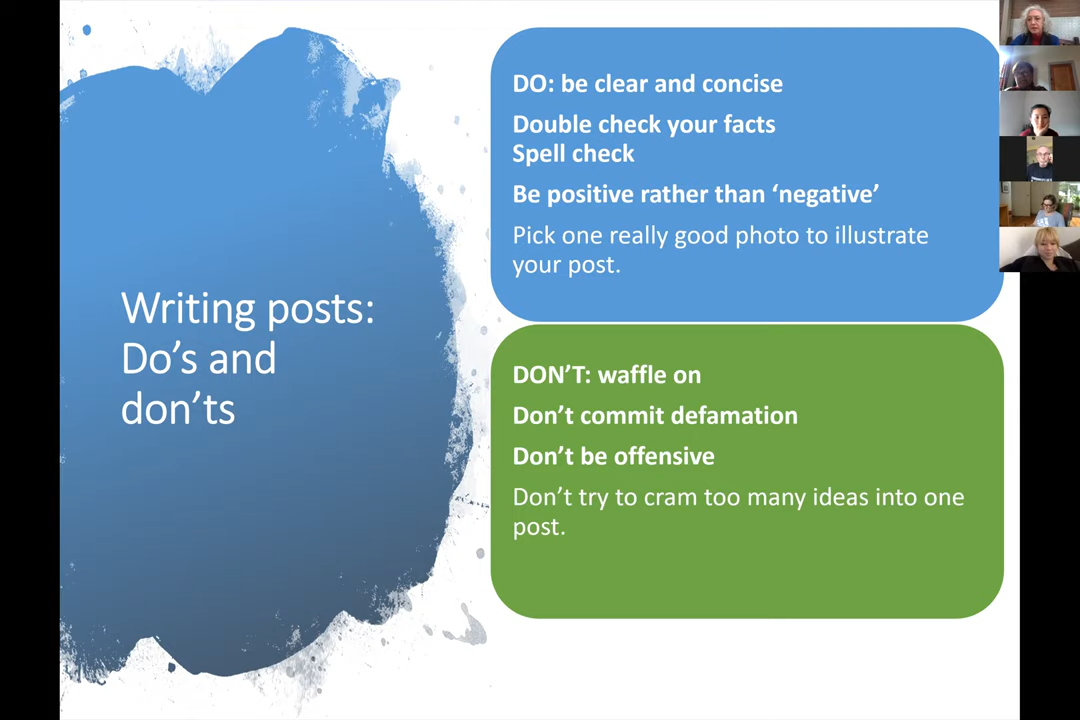 Writing posts:
Do’s and
don’ts
DO: be clear and concise
Double check your facts
Spell check
Be positive rather than ‘negative’
Pick one really good photo to illustrate
your post.
DON’T: waffle on
Don’t commit defamation
Don’t be offensive
Don’t try to cram too many ideas into one
post.